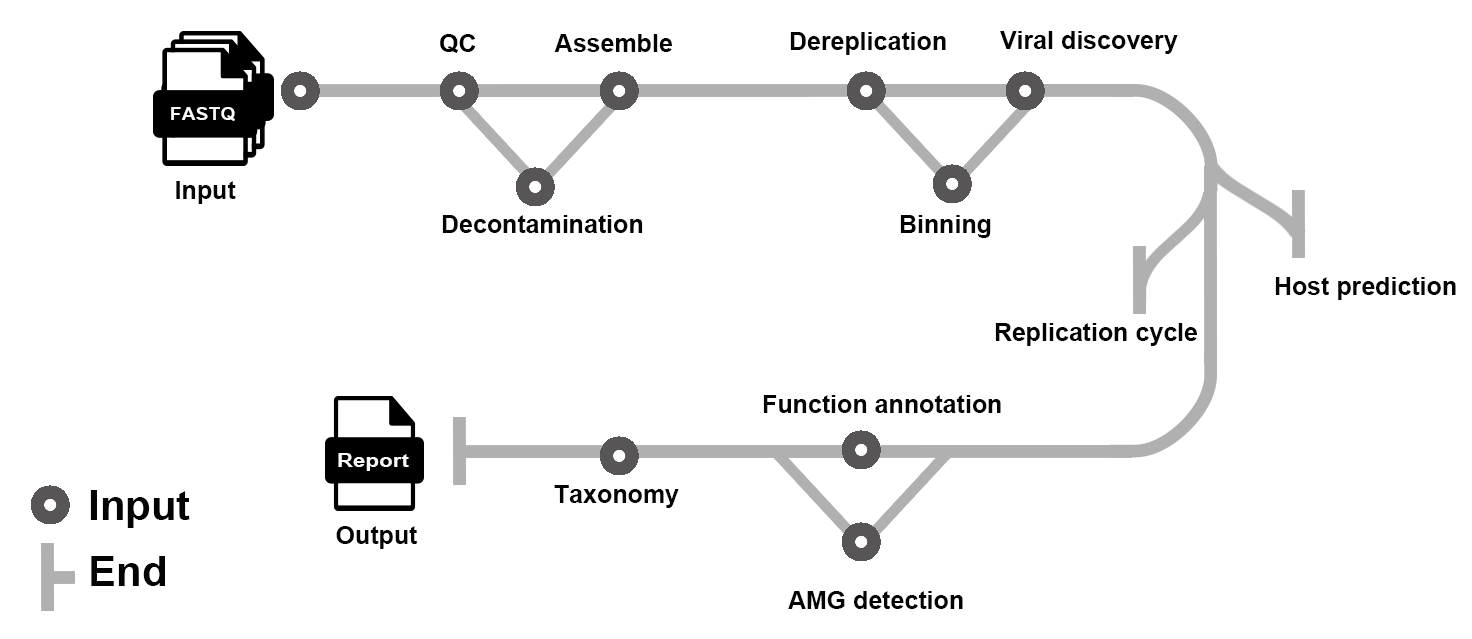 QC
Assemble
Dereplication
Viral discovery
FASTQ
Input
Decontamination
Binning
Host prediction
Replication cycle
Function annotation
Report
Taxonomy
Output
AMG detection
Input
End